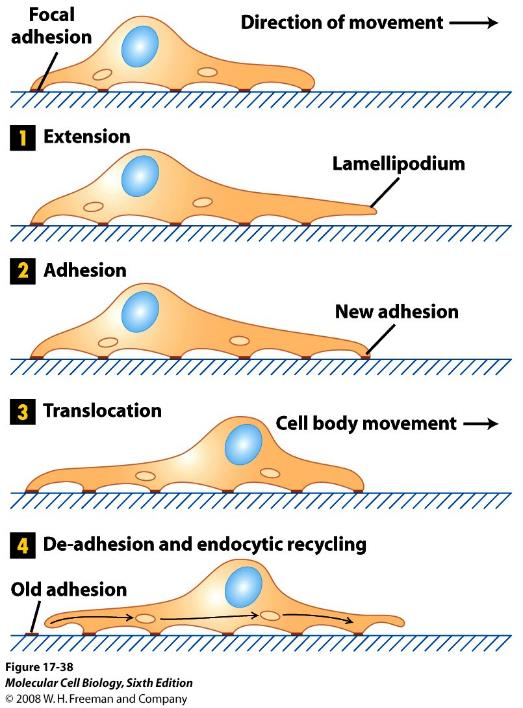 Focal
adhesion
Direction of movement
1 Extension
Lamellipodium
2 Adhesion
New adhesion
3 Translocation
Cell body movement
4 De-adhesion and endocytic recycling
Old adhesion
Figure 17-38
Molecular Cell Biology, Sixth Edition
© 2008 W. H. Freeman and Company